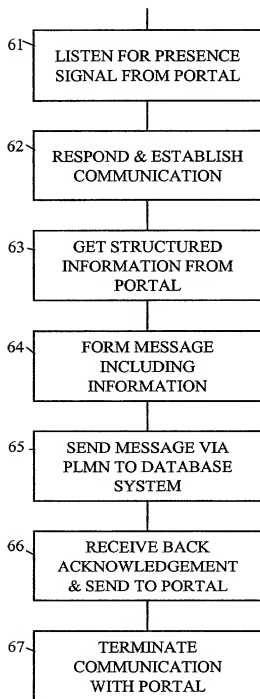 61
LISTEN FOR PRESENCE
SIGNAL FROM PORTAL
62
RESPOND & ESTABLISH
COMMUNICATION
63
GET STRUCTURED
INFORMATION FROM
PORTAL
64
FORM MESSAGE
INCLUDING
INFORMATION
65
SEND MESSAGE VIA
PLMN TO DATABASE
SYSTEM
66
RECEIVE BACK
ACKNOWLEDGEMENT
& SEND TO PORTAL
67
TERMINATE
COMMUNICATION
WITH PORTAL